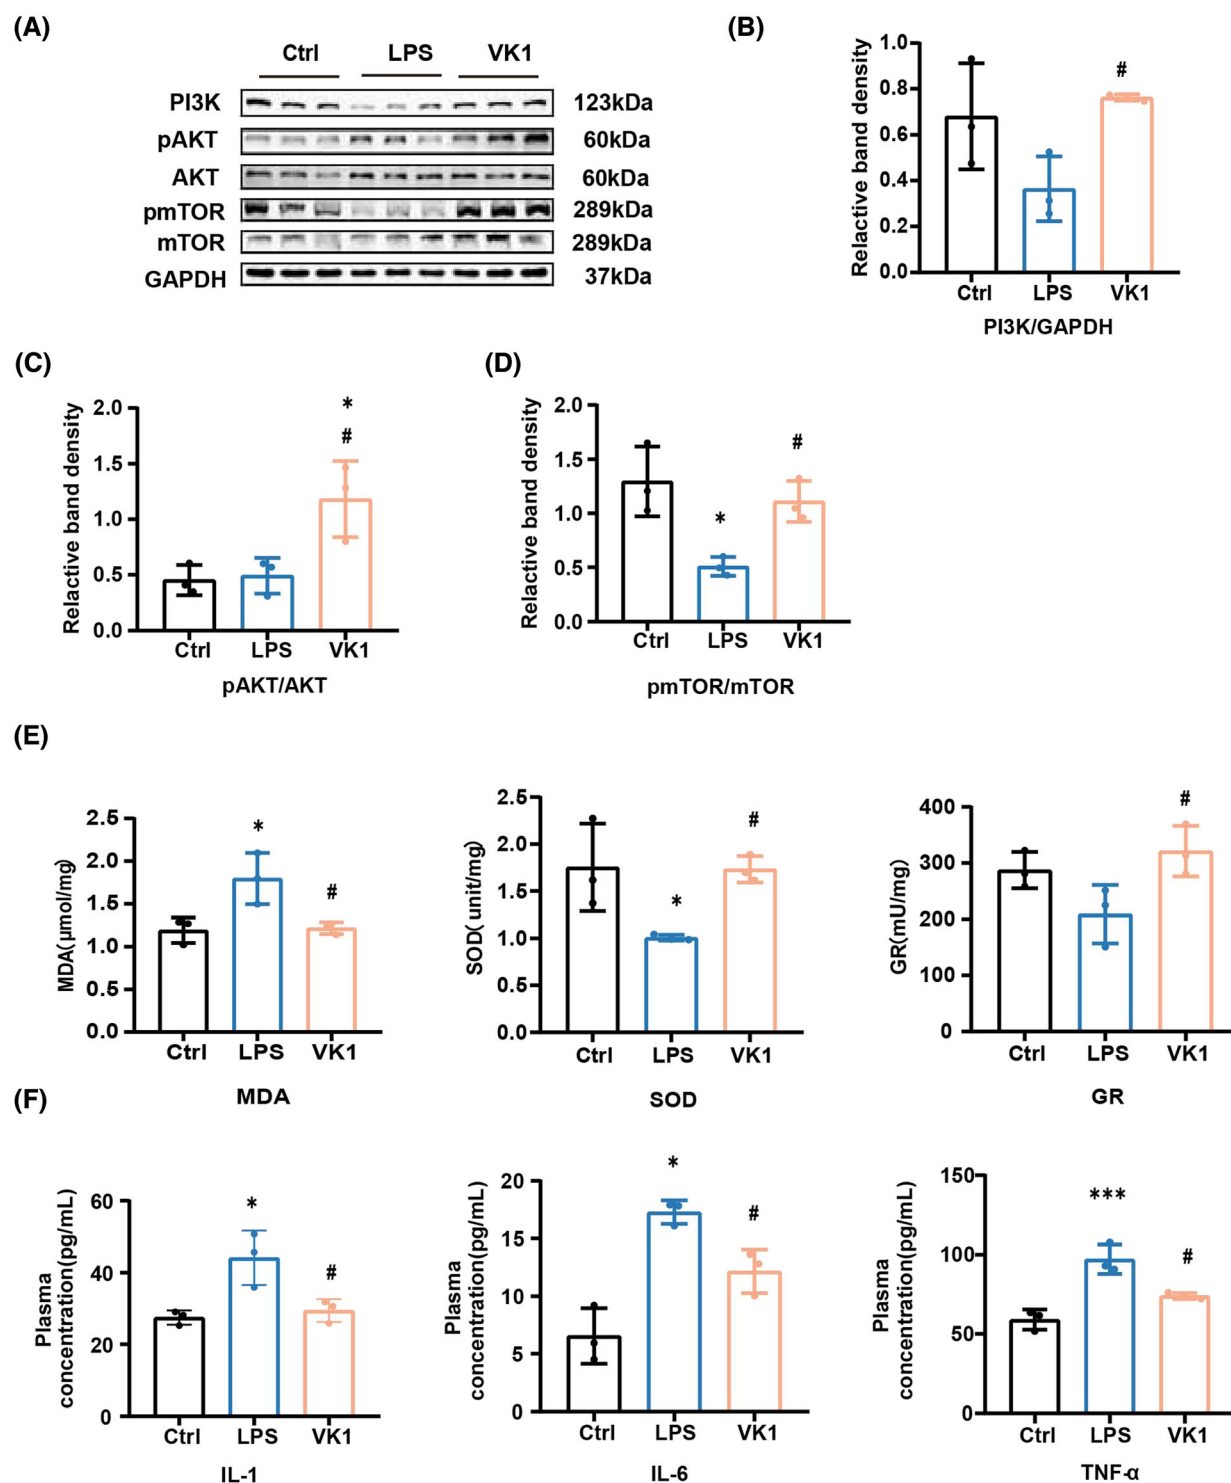 (A)
Ctrl LPS VK1
PI3K 123kDa
pAKT 60kDa
AKT 60kDa
pmTOR 289kDa
mTOR 289kDa
GAPDH 37kDa
(B)
Relactive band density
1.0
0.8
0.6
0.4
0.2
0.0
#
Ctrl LPS VK1
PI3K/GAPDH
(C)
Relactive band density
2.0
1.5
1.0
0.5
0.0
*
#
Ctrl LPS VK1
pAKT/AKT
(D)
Relactive band density
2.0
1.5
1.0
0.5
0.0
*
#
Ctrl LPS VK1
pmTOR/mTOR
(E)
MDA(μmol/mg)
2.5
2.0
1.5
1.0
0.5
0.0
*
#
Ctrl LPS VK1
MDA
SOD(unit/mg)
2.5
2.0
1.5
1.0
0.5
0.0
*
#
Ctrl LPS VK1
SOD
GR(mU/mg)
400
300
200
100
0
#
Ctrl LPS VK1
GR
(F)
Plasma
concentration(pg/mL)
60
40
20
0
*
#
Ctrl LPS VK1
IL-1
Plasma
concentration(pg/mL)
20
15
10
5
0
*
#
Ctrl LPS VK1
IL-6
Plasma
concentration(pg/mL)
150
100
50
0
***
#
Ctrl LPS VK1
TNF-α